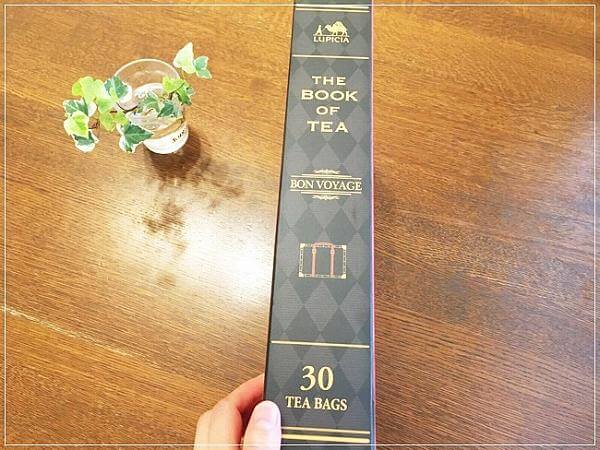 LUPICIA
THE
BOOK
OF
TEA
BON VOYAGE
30
TEA BAGS